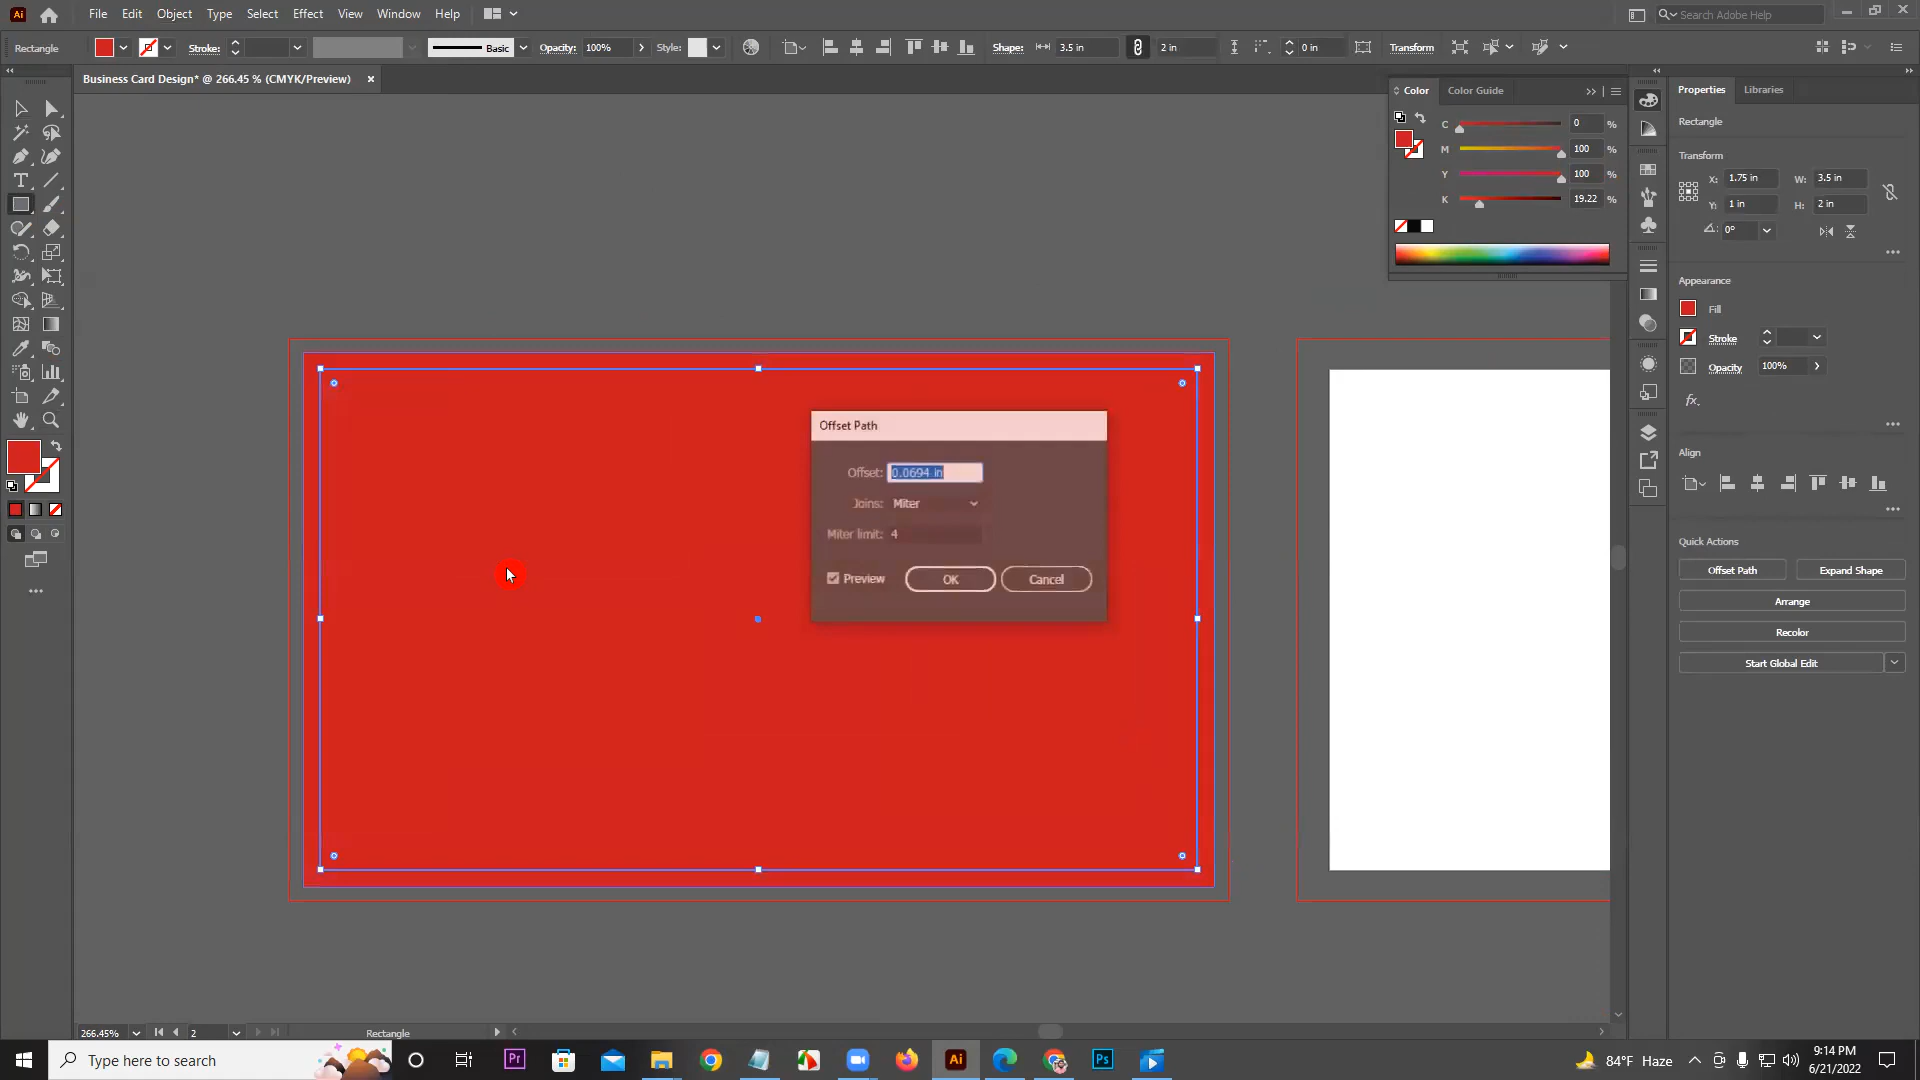 Ai File Edit Object Type Select Effect View Window Help Search Adobe Help
Rectangle Stroke: Basic Opacity: 100% Style: Shape: 3.5 in 2 in 0 in Transform
Business Card Design* @ 266.45 % (CMYK/Preview)
Color Color Guide
C 0 %
M 100 %
Y 100 %
K 19.22 %
Properties Libraries
Rectangle
Transform
X: 1.75 in W: 3.5 in
Y: 1 in H: 2 in
0°
Appearance
Fill
Stroke
Opacity 100%
fx
Align
Quick Actions
Offset Path Expand Shape
Arrange
Recolor
Start Global Edit
Offset Path
Offset: 0.0694 in
Joins: Miter
Miter limit: 4
Preview OK Cancel
266.45% 2 Rectangle
Type here to search Pr Ai Ps 84°F Haze 9:14 PM
6/21/2022